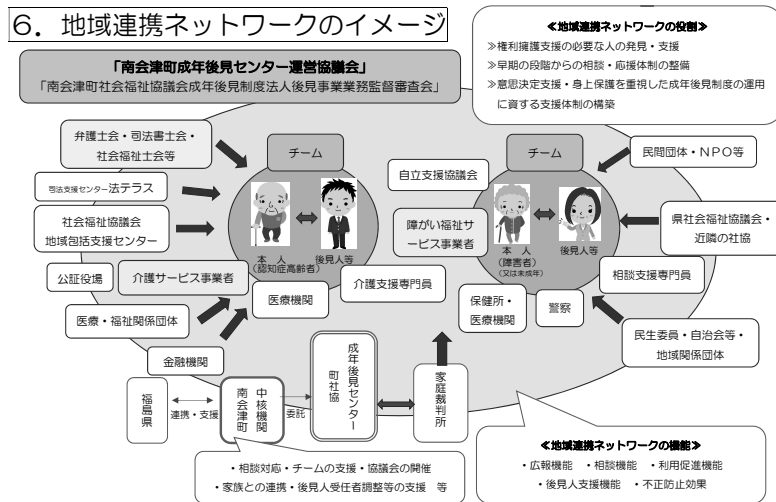 ６．地域連携ネットワークのイメージ
≪地域連携ネットワークの役割≫
≫権利擁護支援の必要な人の発見・支援
≫早期の段階からの相談・応援体制の整備
≫意思決定支援・身上保護を重視した成年後見制度の運用
に資する支援体制の構築
「南会津町成年後見センター運営協議会」
「南会津町社会福祉協議会成年後見制度法人後見事業業務監督審査会」
弁護士会・司法書士会・
社会福祉士会等
司法支援センター法テラス
社会福祉協議会
地域包括支援センター
公証役場
介護サービス事業者
医療・福祉関係団体
金融機関
チーム
本　人
（認知症高齢者）
後見人等
医療機関
介護支援専門員
チーム
自立支援協議会
障がい福祉サ
ービス事業者
本　人
（障害者）
（又は未成年）
後見人等
保健所・
医療機関
警察
民間団体・ＮＰＯ等
県社会福祉協議会・
近隣の社協
相談支援専門員
民生委員・自治会等・
地域関係団体
福島県
連携・支援
中核機関
南会津町
委託
成年後見センター
町社協
家庭裁判所
・相談対応・チームの支援・協議会の開催
・家族との連携・後見人受任者調整等の支援　等
≪地域連携ネットワークの機能≫
・広報機能　・相談機能　・利用促進機能
・後見人支援機能　・不正防止効果